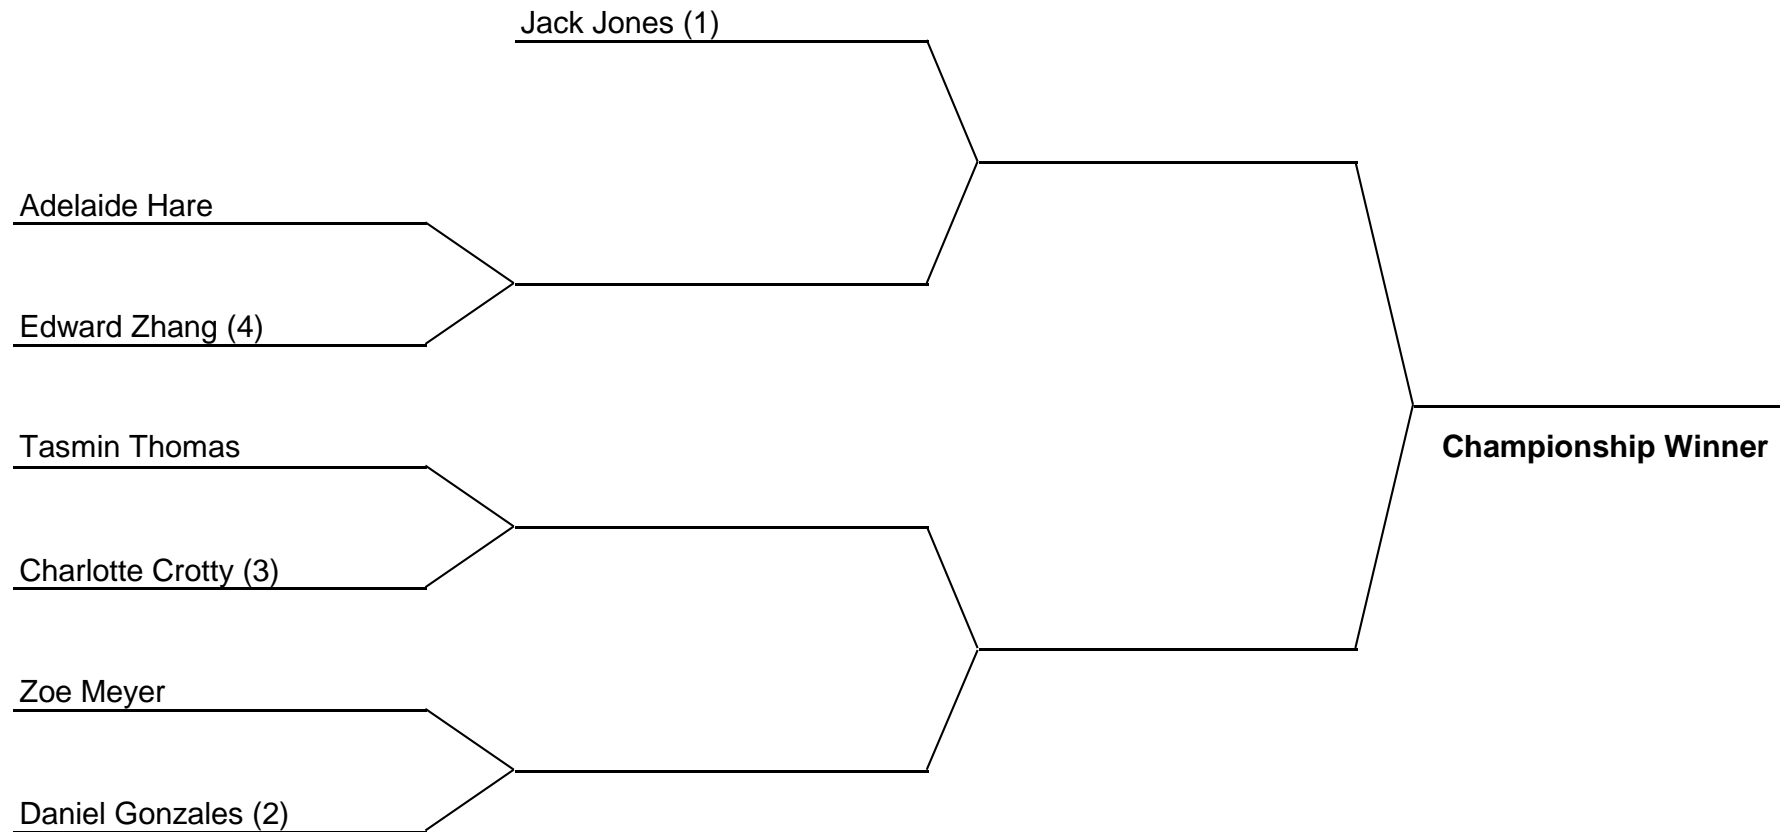 Jack Jones (1)
Adelaide Hare
Edward Zhang (4)
Tasmin Thomas
Championship Winner
Charlotte Crotty (3)
Zoe Meyer
Daniel Gonzales (2)